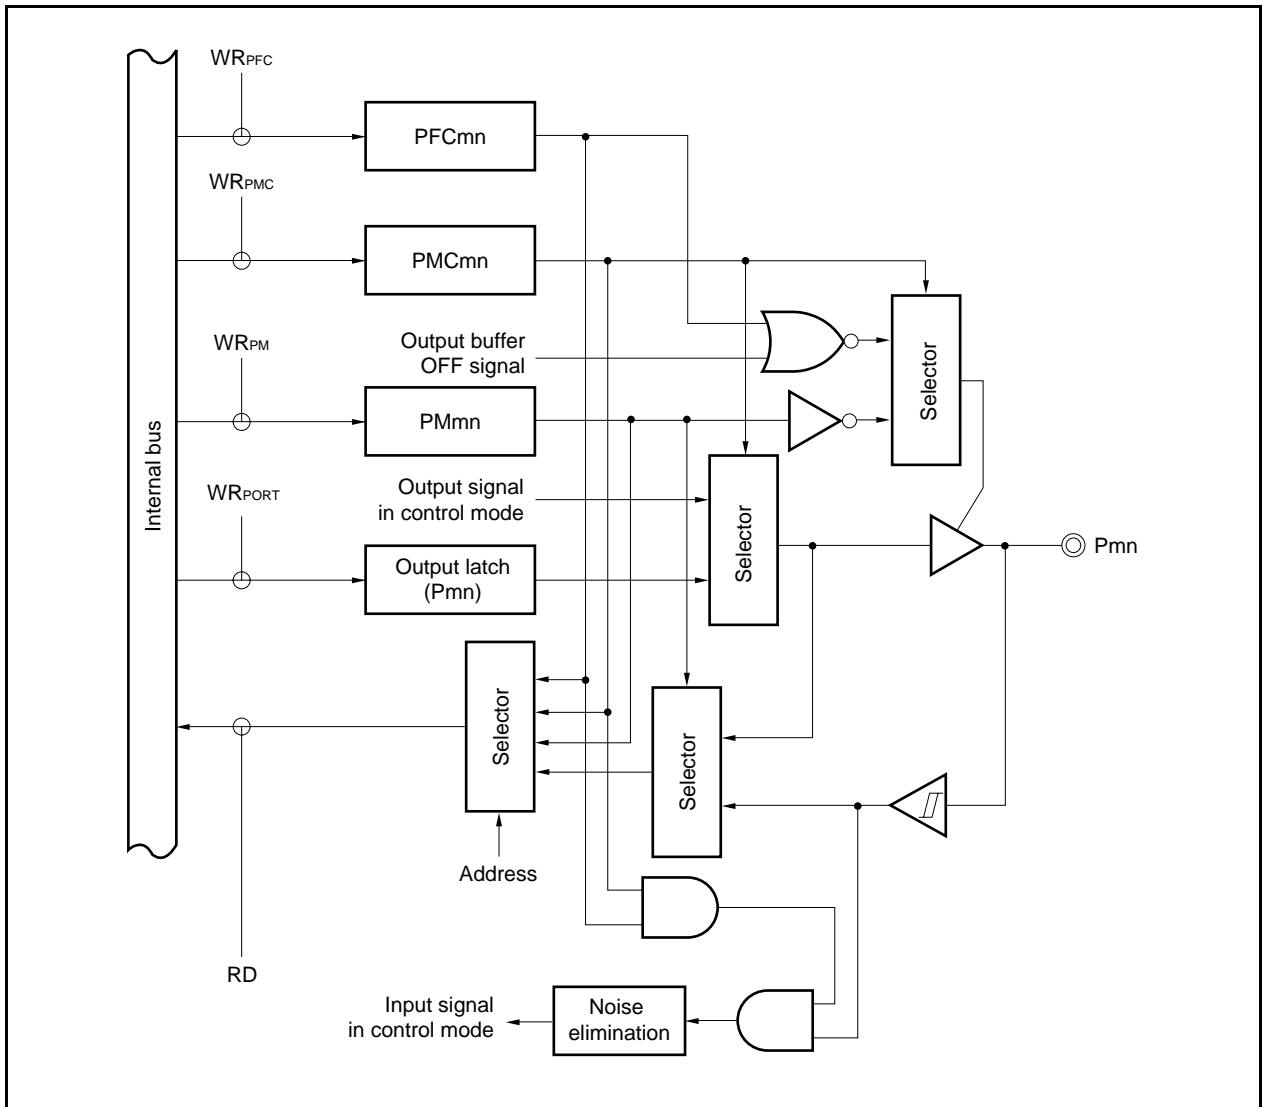 WRPFC
PFCmn
WRPMC
PMCmn
WRPM
Output buffer
OFF signal
PMmn
Selector
Internal bus
WRPORT
Output signal
in control mode
Selector
Output latch
(Pmn)
Pmn
Selector
Selector
Address
RD
Input signal
in control mode
Noise
elimination